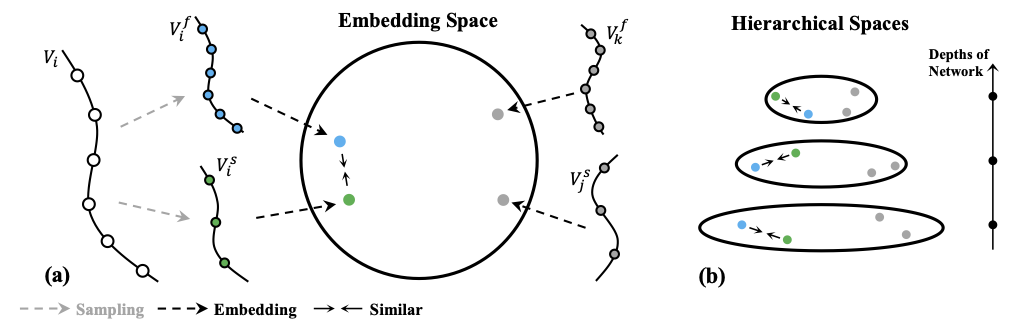 Embedding Space
Hierarchical Spaces
V_i
V_i^f
V_i^s
V_k^f
V_j^s
Depths of
Network
(a)
(b)
Sampling
Embedding
Similar